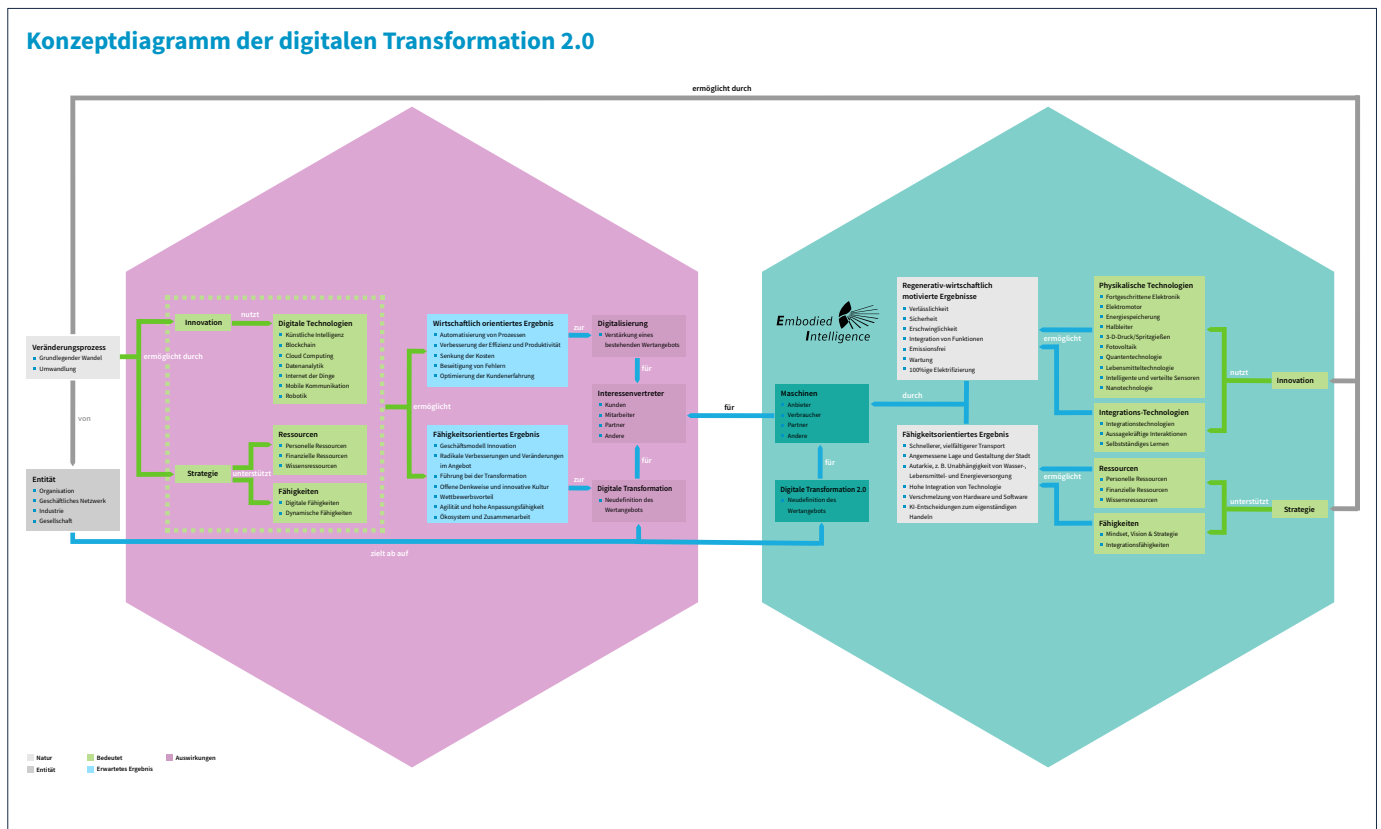 Konzeptdiagramm der digitalen Transformation 2.0
ermöglicht durch
Veränderungsprozess
Grundlegender Wandel
Umwandlung
von
Entität
Organisation
Geschäftliches Netzwerk
Industrie
Gesellschaft
ermöglicht durch
Innovation
nutzt
Digitale Technologien
Künstliche Intelligenz
Blockchain
Cloud Computing
Datenanalytik
Internet der Dinge
Mobile Kommunikation
Robotik
Strategie
unterstützt
Ressourcen
Personelle Ressourcen
Finanzielle Ressourcen
Wissensressourcen
Fähigkeiten
Digitale Fähigkeiten
Dynamische Fähigkeiten
ermöglicht
Wirtschaftlich orientiertes Ergebnis
Automatisierung von Prozessen
Verbesserung der Effizienz und Produktivität
Senkung der Kosten
Beseitigung von Fehlern
Optimierung der Kundenerfahrung
Fähigkeitsorientiertes Ergebnis
Geschäftsmodell Innovation
Radikale Verbesserungen und Veränderungen
im Angebot
Führung bei der Transformation
Offene Denkweise und innovative Kultur
Wettbewerbsvorteil
Agilität und hohe Anpassungsfähigkeit
Ökosystem und Zusammenarbeit
zur
Digitalisierung
Verstärkung eines
bestehenden Wertangebots
für
Interessenvertreter
Kunden
Mitarbeiter
Partner
Andere
für
zur
Digitale Transformation
Neudefinition des
Wertangebots
zielt ab auf
für
Embodied
Intelligence
Maschinen
Anbieter
Verbraucher
Partner
Andere
für
Digitale Transformation 2.0
Neudefinition des
Wertangebots
durch
Regenerativ-wirtschaftlich
motivierte Ergebnisse
Verlässlichkeit
Sicherheit
Erschwinglichkeit
Integration von Funktionen
Emissionsfrei
Wartung
100%ige Elektrifizierung
Fähigkeitsorientiertes Ergebnis
Schnellerer, vielfältigerer Transport
Angemessene Lage und Gestaltung der Stadt
Autarkie, z. B. Unabhängigkeit von Wasser-,
Lebensmittel- und Energieversorgung
Hohe Integration von Technologie
Verschmelzung von Hardware und Software
KI-Entscheidungen zum eigenständigen
Handeln
ermöglicht
Physikalische Technologien
Fortgeschrittene Elektronik
Elektromotor
Energiespeicherung
Halbleiter
3-D-Druck/Spritzgießen
Fotovoltaik
Quantentechnologie
Lebensmitteltechnologie
Intelligente und verteilte Sensoren
Nanotechnologie
Integrations-Technologien
Integrationstechnologien
Aussagekräftige Interaktionen
Selbstständiges Lernen
nutzt
Innovation
ermöglicht
Ressourcen
Personelle Ressourcen
Finanzielle Ressourcen
Wissensressourcen
Fähigkeiten
Mindset, Vision & Strategie
Integrationsfähigkeiten
unterstützt
Strategie
Natur
Bedeutet
Auswirkungen
Entität
Erwartetes Ergebnis